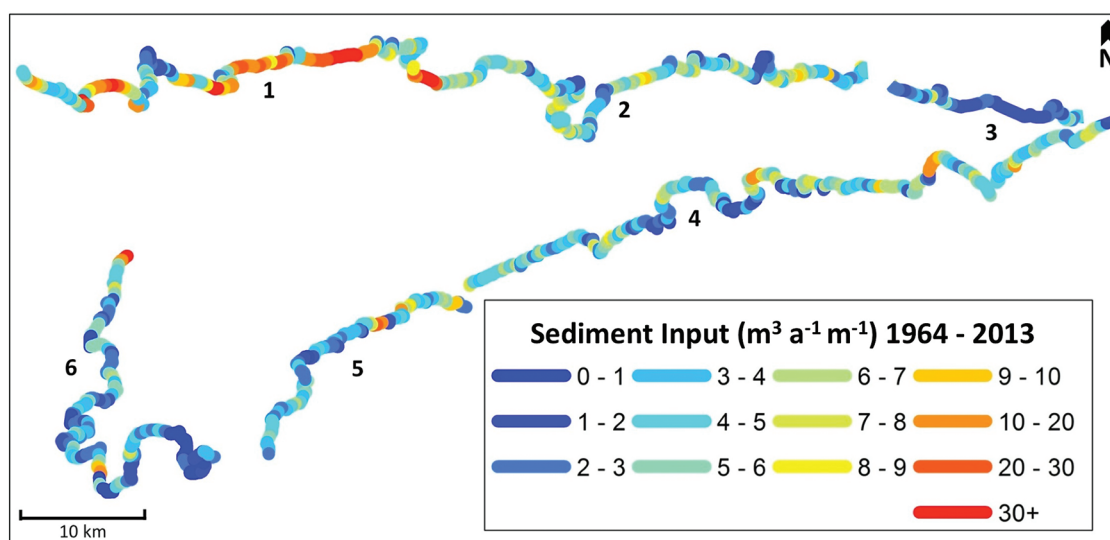 N
1
2
3
4
5
6
10 km
Sediment Input (m³ a⁻¹ m⁻¹) 1964 - 2013
0 - 1 3 - 4 6 - 7 9 - 10
1 - 2 4 - 5 7 - 8 10 - 20
2 - 3 5 - 6 8 - 9 20 - 30
30+